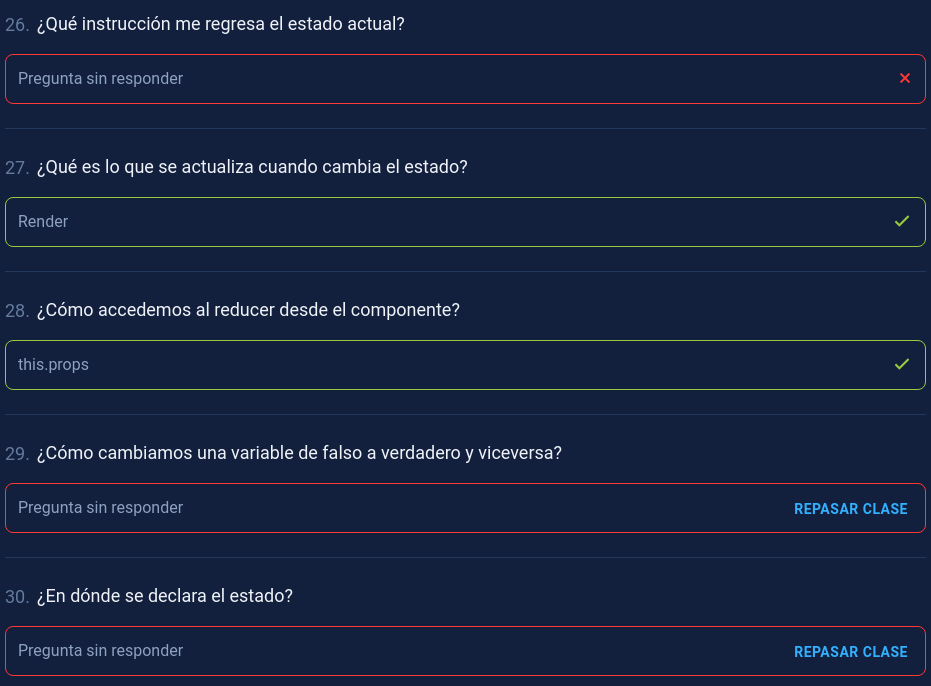 26. ¿Qué instrucción me regresa el estado actual?
Pregunta sin responder
27. ¿Qué es lo que se actualiza cuando cambia el estado?
Render
28. ¿Cómo accedemos al reducer desde el componente?
this.props
29. ¿Cómo cambiamos una variable de falso a verdadero y viceversa?
Pregunta sin responder REPASAR CLASE
30. ¿En dónde se declara el estado?
Pregunta sin responder REPASAR CLASE